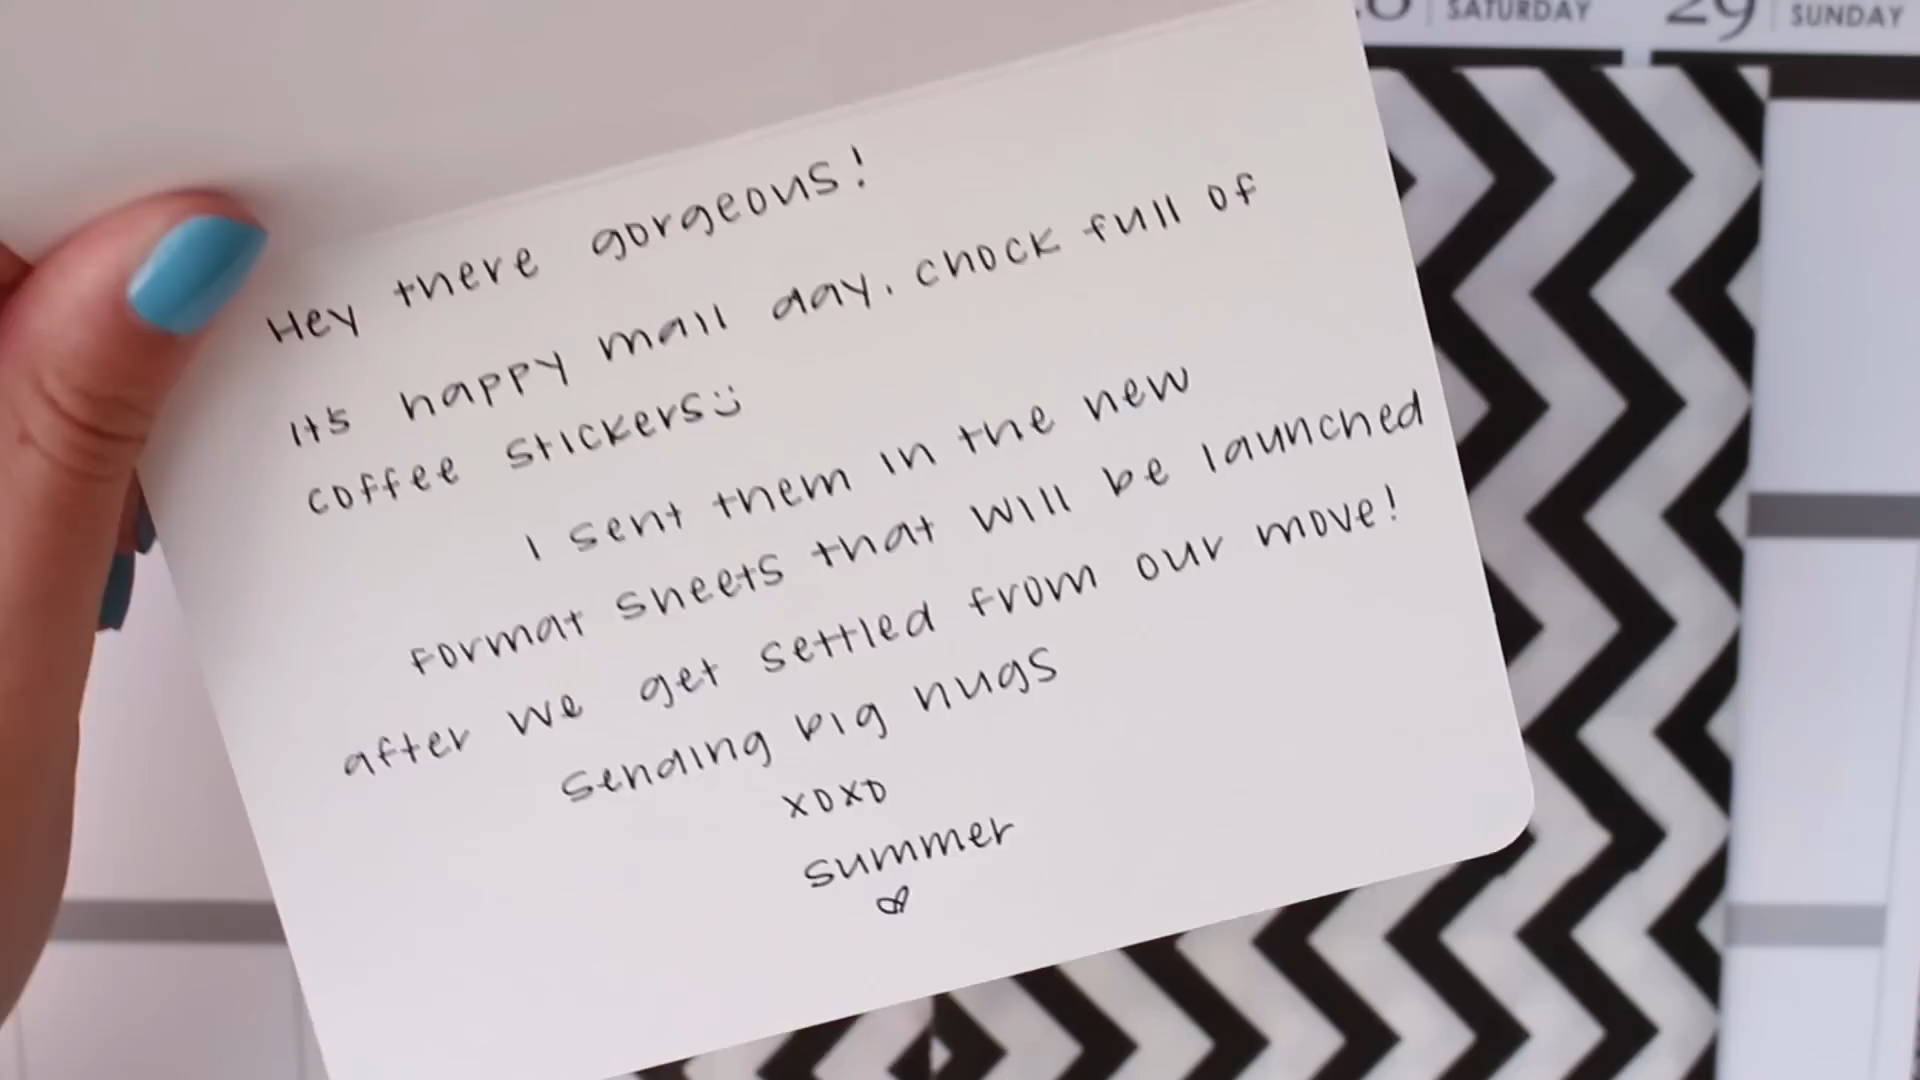 SATURDAY
29 SUNDAY
Hey there gorgeous!
It's happy mail day. chock full of
coffee stickers:)
I sent them in the new
format sheets that will be launched
after we get settled from our move!
sending big hugs
xoxo
summer